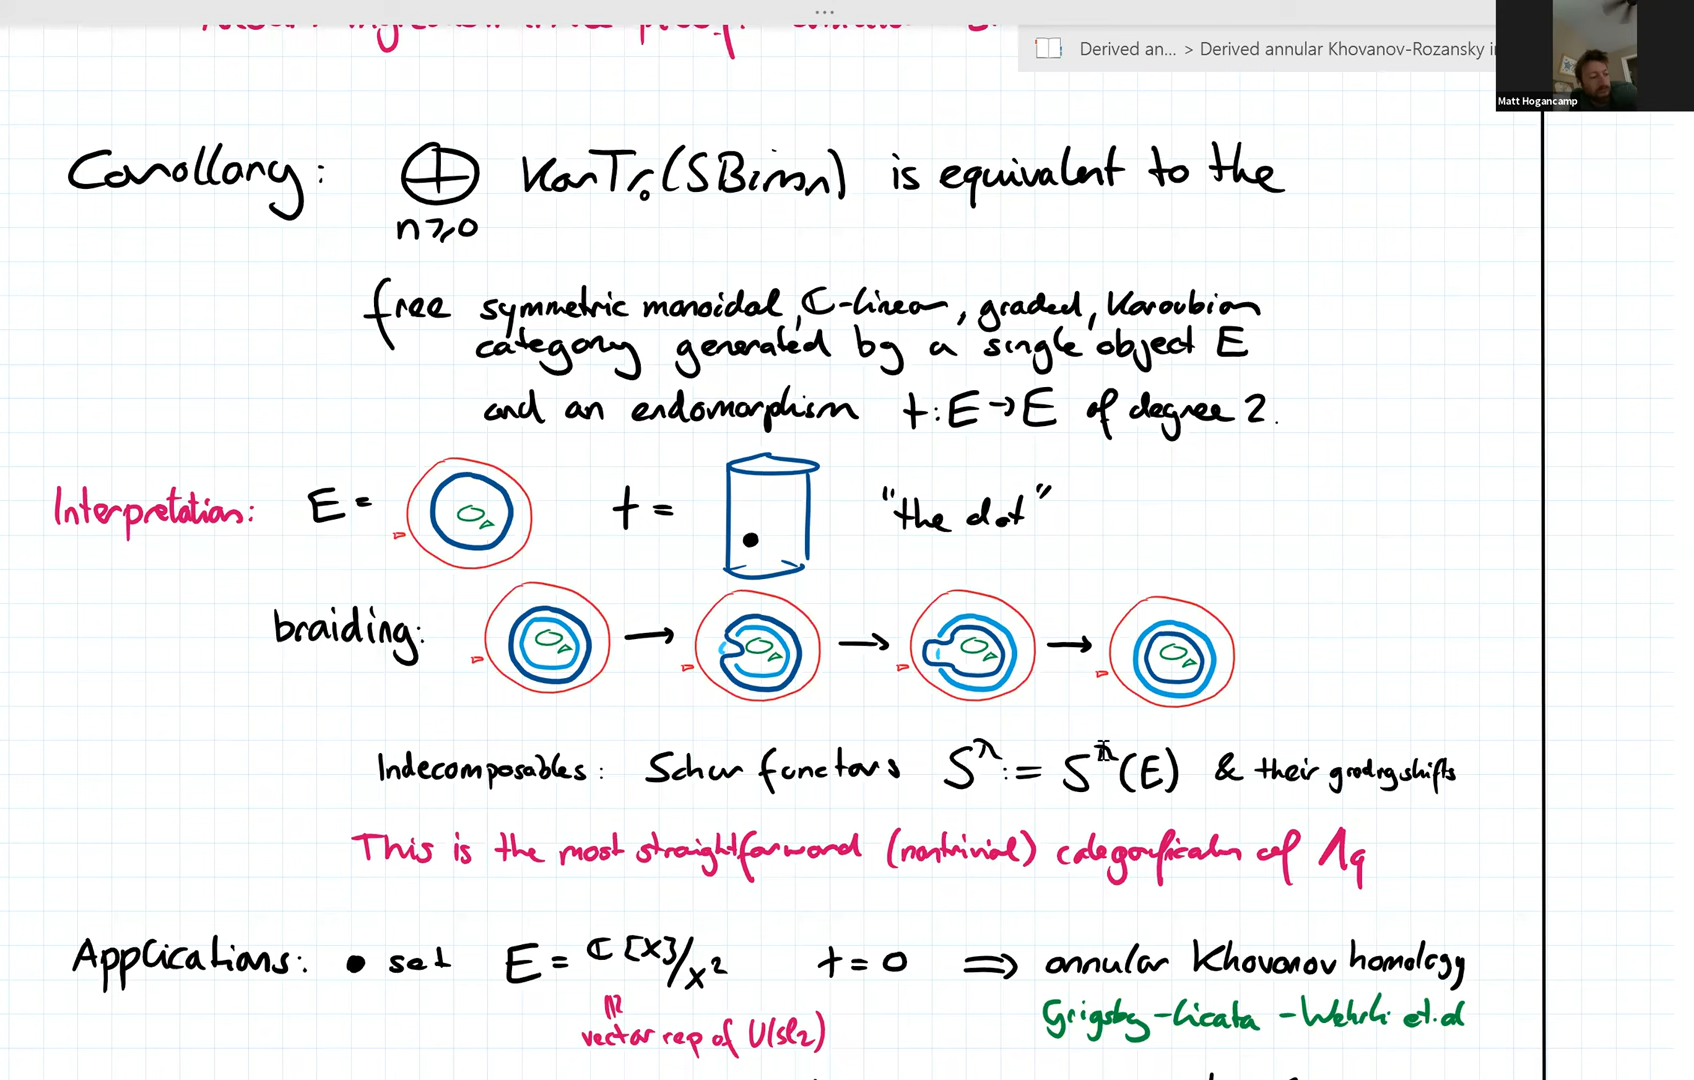 Derived an... > Derived annular Khovanov-Rozansky in
Matt Hogancamp
Corollary: ⊕ KarTr₀(SBimₙ) is equivalent to the
n≥0
free symmetric monoidal, ℂ-linear, graded, Karoubian
category generated by a single object E
and an endomorphism t: E → E of degree 2.
Interpretation: E = t = "the dot"
braiding: → → →
Indecomposables: Schur functors S^λ := S^λ(E) & their grading shifts
This is the most straightforward (nontrivial) categorification of Λq
Applications: • set E = ℂ[X]/X² t = 0 ⇒ annular Khovanov homology
vector rep of U(sl2) Grigsby-Licata-Wehrli et.al